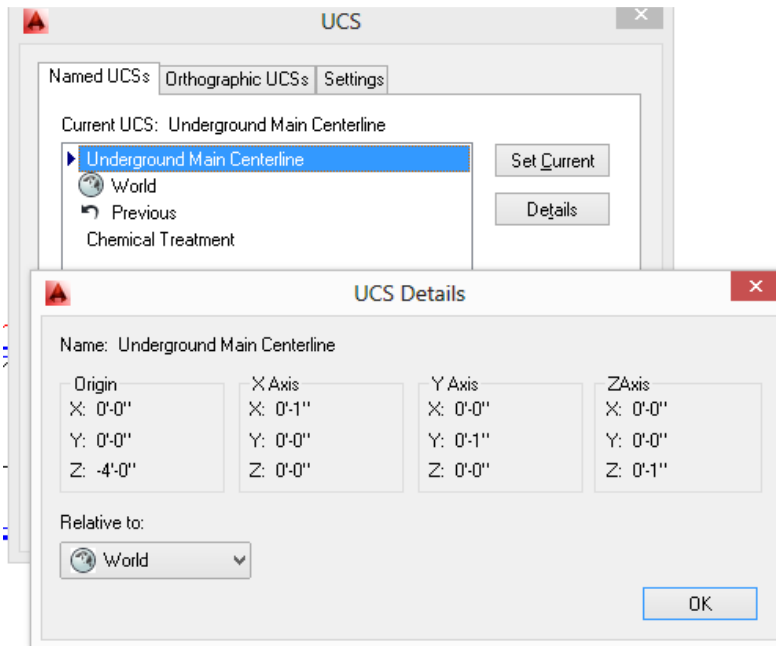 UCS
Named UCSs Orthographic UCSs Settings
Current UCS: Underground Main Centerline
Underground Main Centerline
World
Previous
Chemical Treatment
Set Current
Details
UCS Details
Name: Underground Main Centerline
Origin X Axis Y Axis ZAxis
X: 0'-0" X: 0'-1" X: 0'-0" X: 0'-0"
Y: 0'-0" Y: 0'-0" Y: 0'-1" Y: 0'-0"
Z: -4'-0" Z: 0'-0" Z: 0'-0" Z: 0'-1"
Relative to:
World
OK